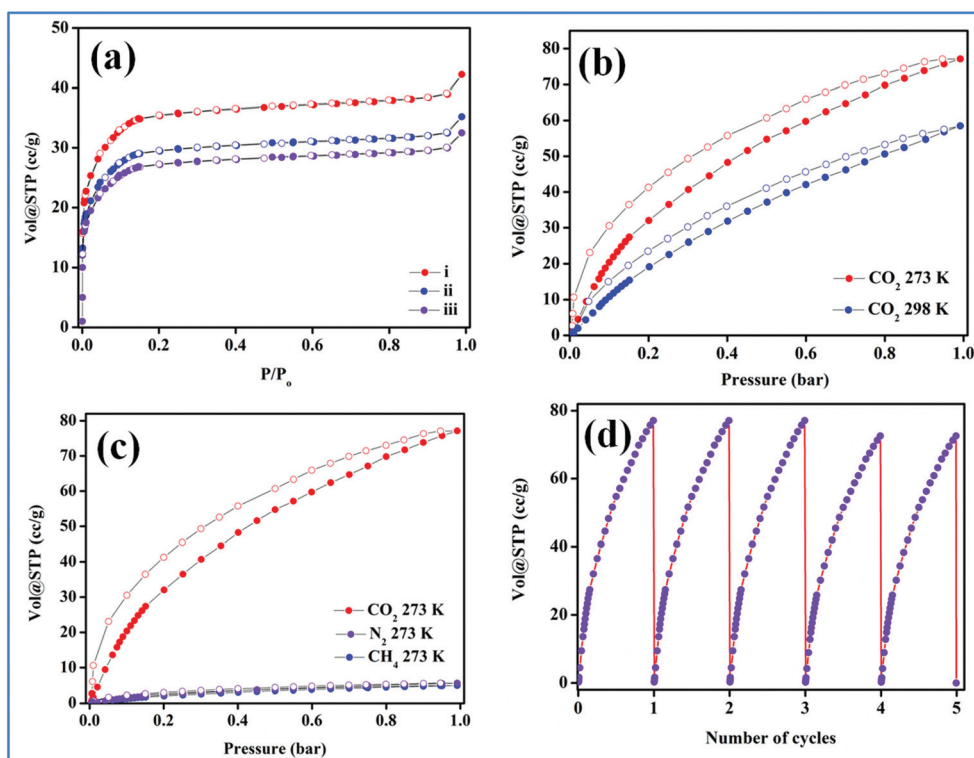 (a)
50
40
30
20
10
0
Vol@STP (cc/g)
i
ii
iii
0.0 0.2 0.4 0.6 0.8 1.0
P/Po
(b)
80
70
60
50
40
30
20
10
0
Vol@STP (cc/g)
CO2 273 K
CO2 298 K
0.0 0.2 0.4 0.6 0.8 1.0
Pressure (bar)
(c)
80
70
60
50
40
30
20
10
0
Vol@STP (cc/g)
CO2 273 K
N2 273 K
CH4 273 K
0.0 0.2 0.4 0.6 0.8 1.0
Pressure (bar)
(d)
80
60
40
20
0
Vol@STP (cc/g)
0 1 2 3 4 5
Number of cycles